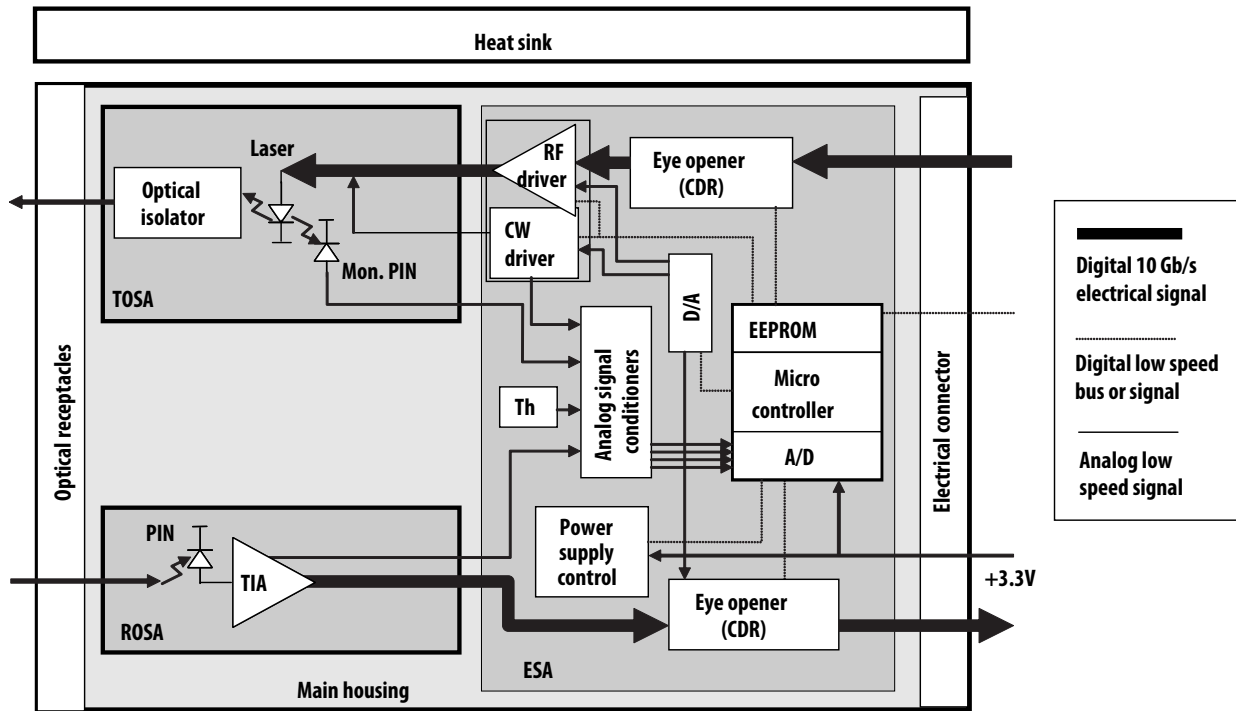 Heat sink
Optical receptacles
Laser
Optical
isolator
Mon. PIN
TOSA
RF
driver
CW
driver
Eye opener
(CDR)
D/A
EEPROM
Micro
controller
A/D
Analog signal
conditioners
Th
Power
supply
control
PIN
TIA
ROSA
Eye opener
(CDR)
ESA
Main housing
Electrical connector
+3.3V
Digital 10 Gb/s
electrical signal
Digital low speed
bus or signal
Analog low
speed signal